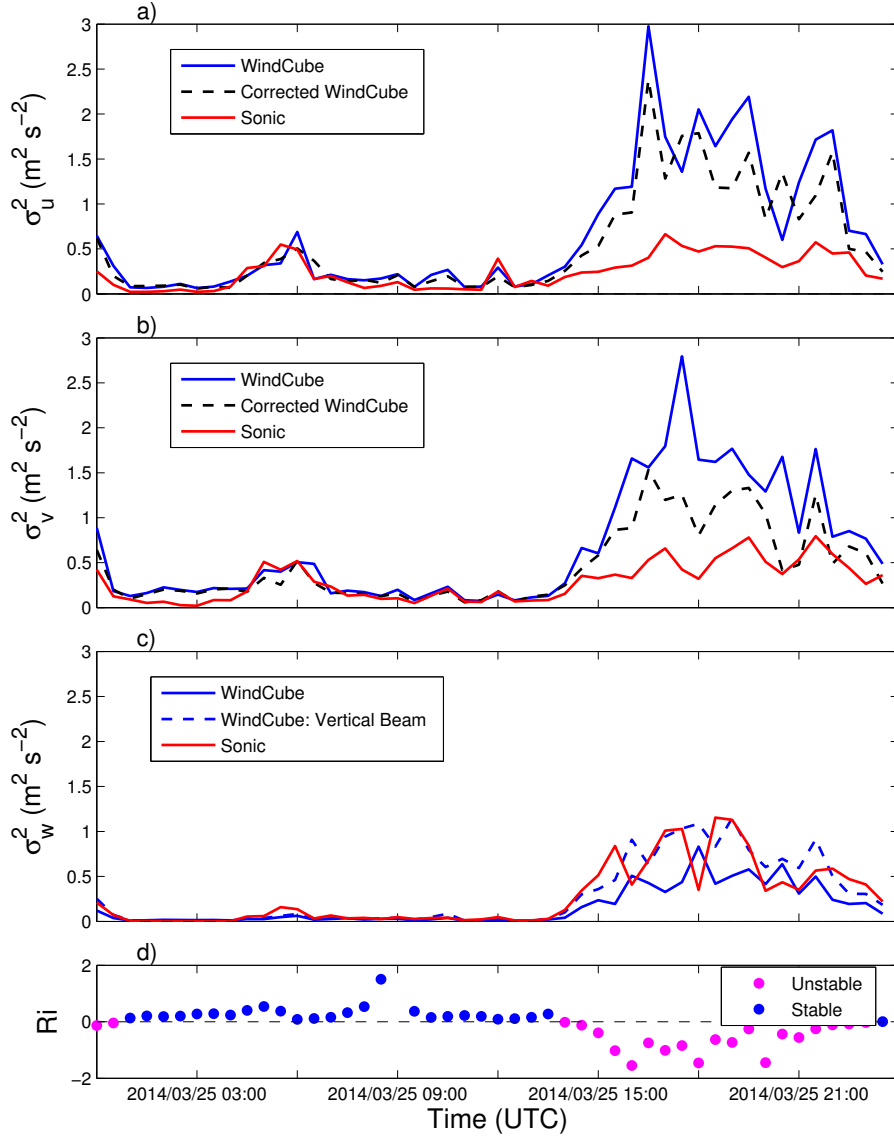 a)
3
2.5
2
1.5
1
0.5
0
σ_u^2 (m^2 s^−2)
WindCube
Corrected WindCube
Sonic
b)
3
2.5
2
1.5
1
0.5
0
σ_v^2 (m^2 s^−2)
WindCube
Corrected WindCube
Sonic
c)
3
2.5
2
1.5
1
0.5
0
σ_w^2 (m^2 s^−2)
WindCube
WindCube: Vertical Beam
Sonic
d)
2
0
−2
Ri
Unstable
Stable
2014/03/25 03:00 2014/03/25 09:00 2014/03/25 15:00 2014/03/25 21:00
Time (UTC)